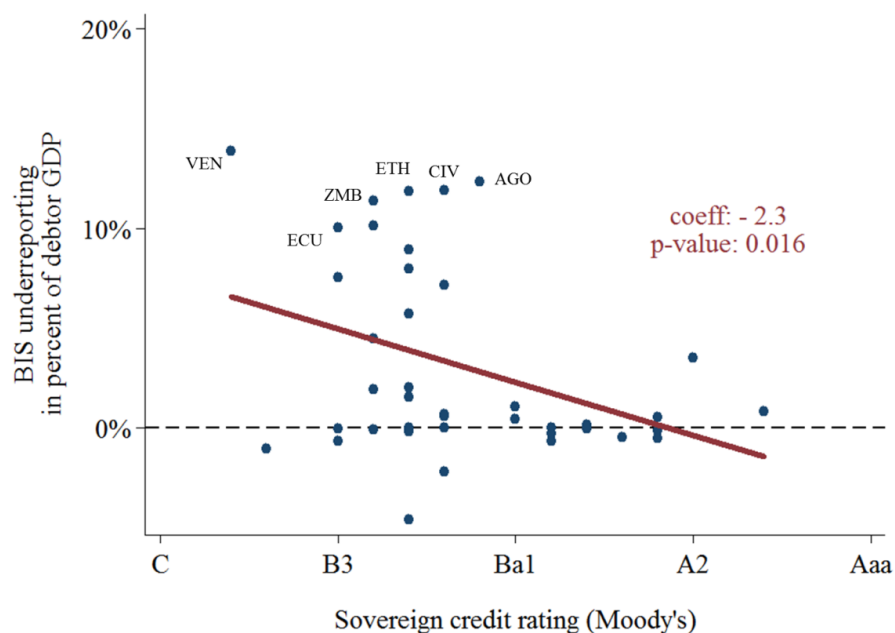 20%
10%
0%
BIS underreporting
in percent of debtor GDP
VEN
ETH
CIV
AGO
ZMB
ECU
coeff: - 2.3
p-value: 0.016
C
B3
Ba1
A2
Aaa
Sovereign credit rating (Moody's)